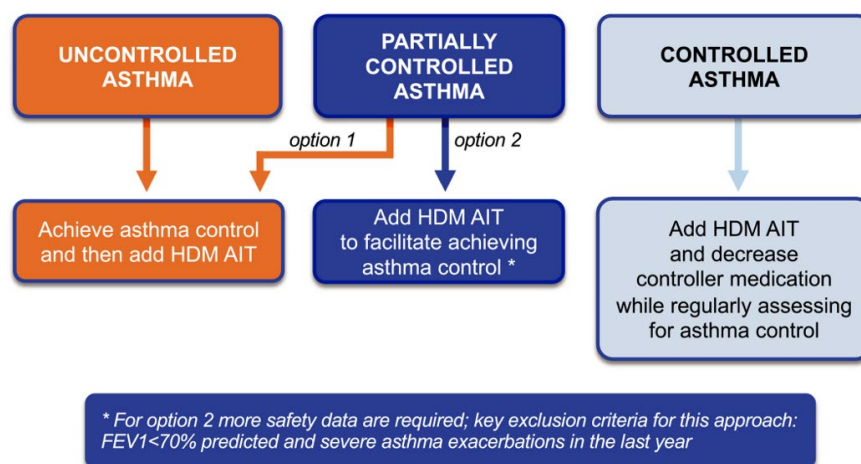 UNCONTROLLED
ASTHMA
PARTIALLY
CONTROLLED
ASTHMA
CONTROLLED
ASTHMA
option 1
option 2
Achieve asthma control
and then add HDM AIT
Add HDM AIT
to facilitate achieving
asthma control *
Add HDM AIT
and decrease
controller medication
while regularly assessing
for asthma control
* For option 2 more safety data are required; key exclusion criteria for this approach:
FEV1<70% predicted and severe asthma exacerbations in the last year